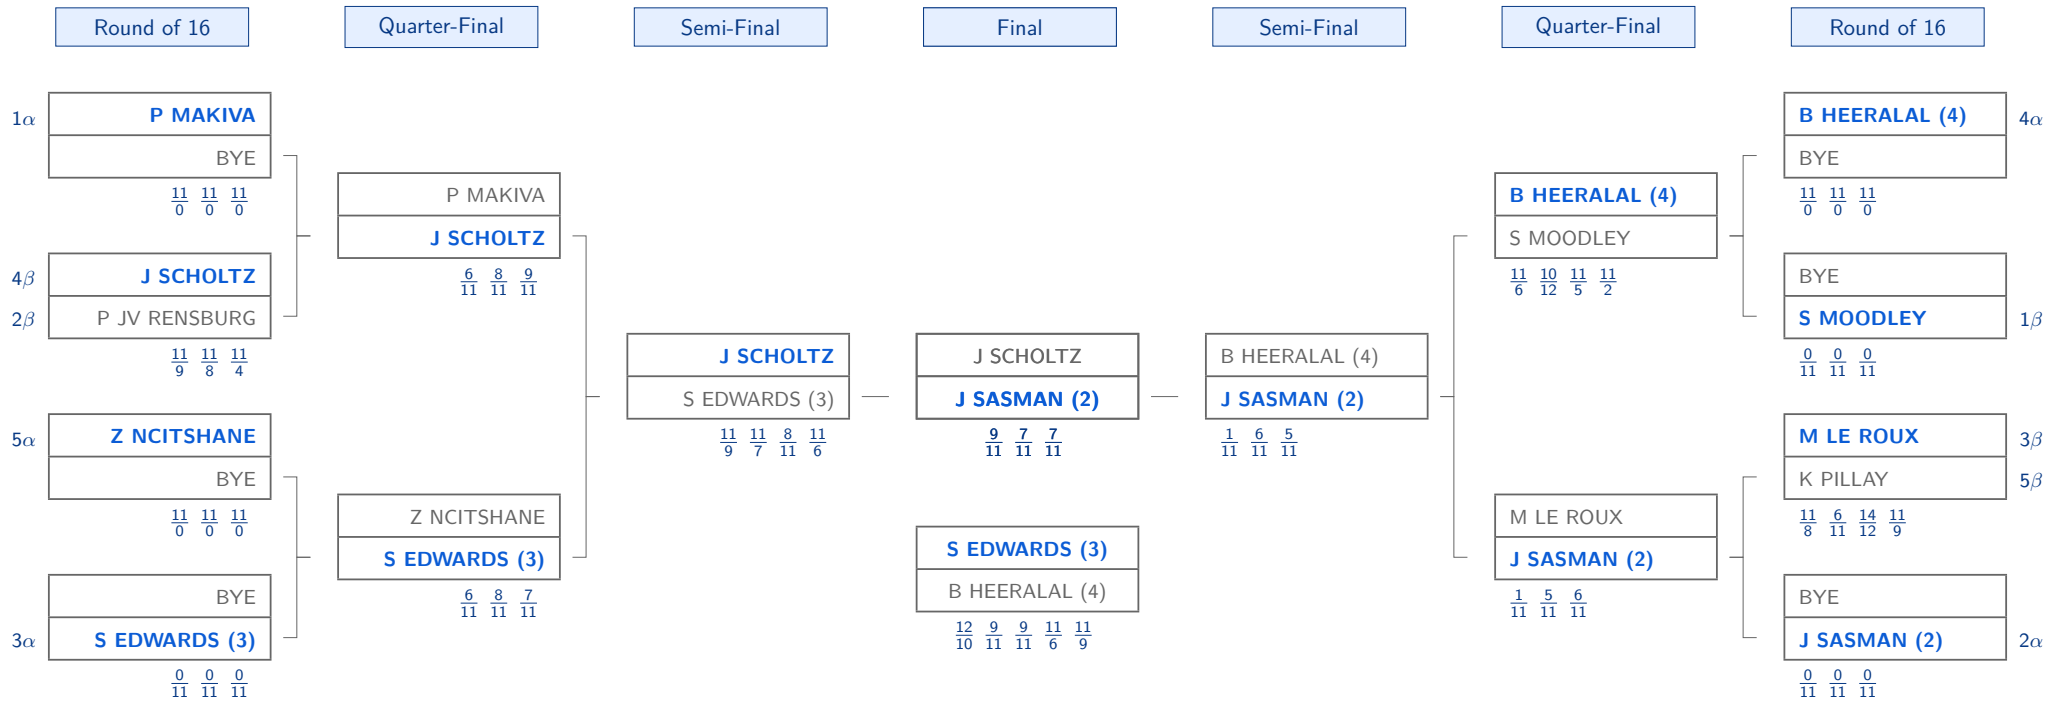 Round of 16 Quarter-Final Semi-Final Final Semi-Final Quarter-Final Round of 16
1α P MAKIVA
BYE
11 11 11
0 0 0
4β J SCHOLTZ
2β P JV RENSBURG
11 11 11
9 8 4
5α Z NCITSHANE
BYE
11 11 11
0 0 0
BYE
3α S EDWARDS (3)
0 0 0
11 11 11
P MAKIVA
J SCHOLTZ
6 8 9
11 11 11
Z NCITSHANE
S EDWARDS (3)
6 8 7
11 11 11
J SCHOLTZ
S EDWARDS (3)
11 11 8 11
9 7 11 6
J SCHOLTZ
J SASMAN (2)
9 7 7
11 11 11
S EDWARDS (3)
B HEERALAL (4)
12 9 9 11 11
10 11 11 6 9
B HEERALAL (4)
J SASMAN (2)
1 6 5
11 11 11
B HEERALAL (4)
S MOODLEY
11 10 11 11
6 12 5 2
M LE ROUX
J SASMAN (2)
1 5 6
11 11 11
B HEERALAL (4) 4α
BYE
11 11 11
0 0 0
BYE
S MOODLEY 1β
0 0 0
11 11 11
M LE ROUX 3β
K PILLAY 5β
11 6 14 11
8 11 12 9
BYE
J SASMAN (2) 2α
0 0 0
11 11 11